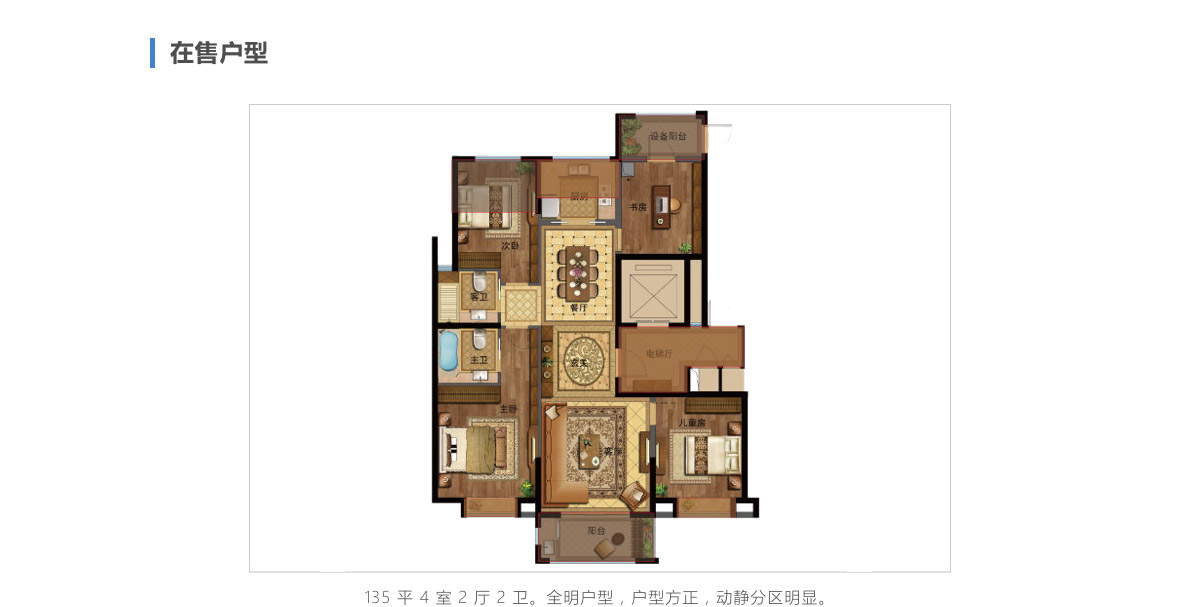 在售户型
设备阳台
厨房
书房
次卧
客卫
餐厅
主卫
玄关
电梯厅
主卧
儿童房
客厅
阳台
135 平 4 室 2 厅 2 卫。全明户型，户型方正，动静分区明显。